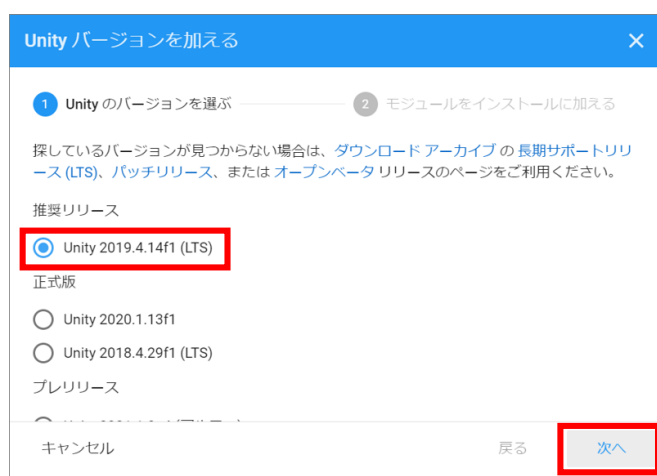 Unity バージョンを加える
1 Unity のバージョンを選ぶ
2 モジュールをインストールに加える
探しているバージョンが見つからない場合は、ダウンロード アーカイブ の 長期サポートリリ
ース (LTS)、パッチリリース、または オープンベータ リリースのページをご利用ください。
推奨リリース
Unity 2019.4.14f1 (LTS)
正式版
Unity 2020.1.13f1
Unity 2018.4.29f1 (LTS)
プレリリース
キャンセル
戻る
次へ